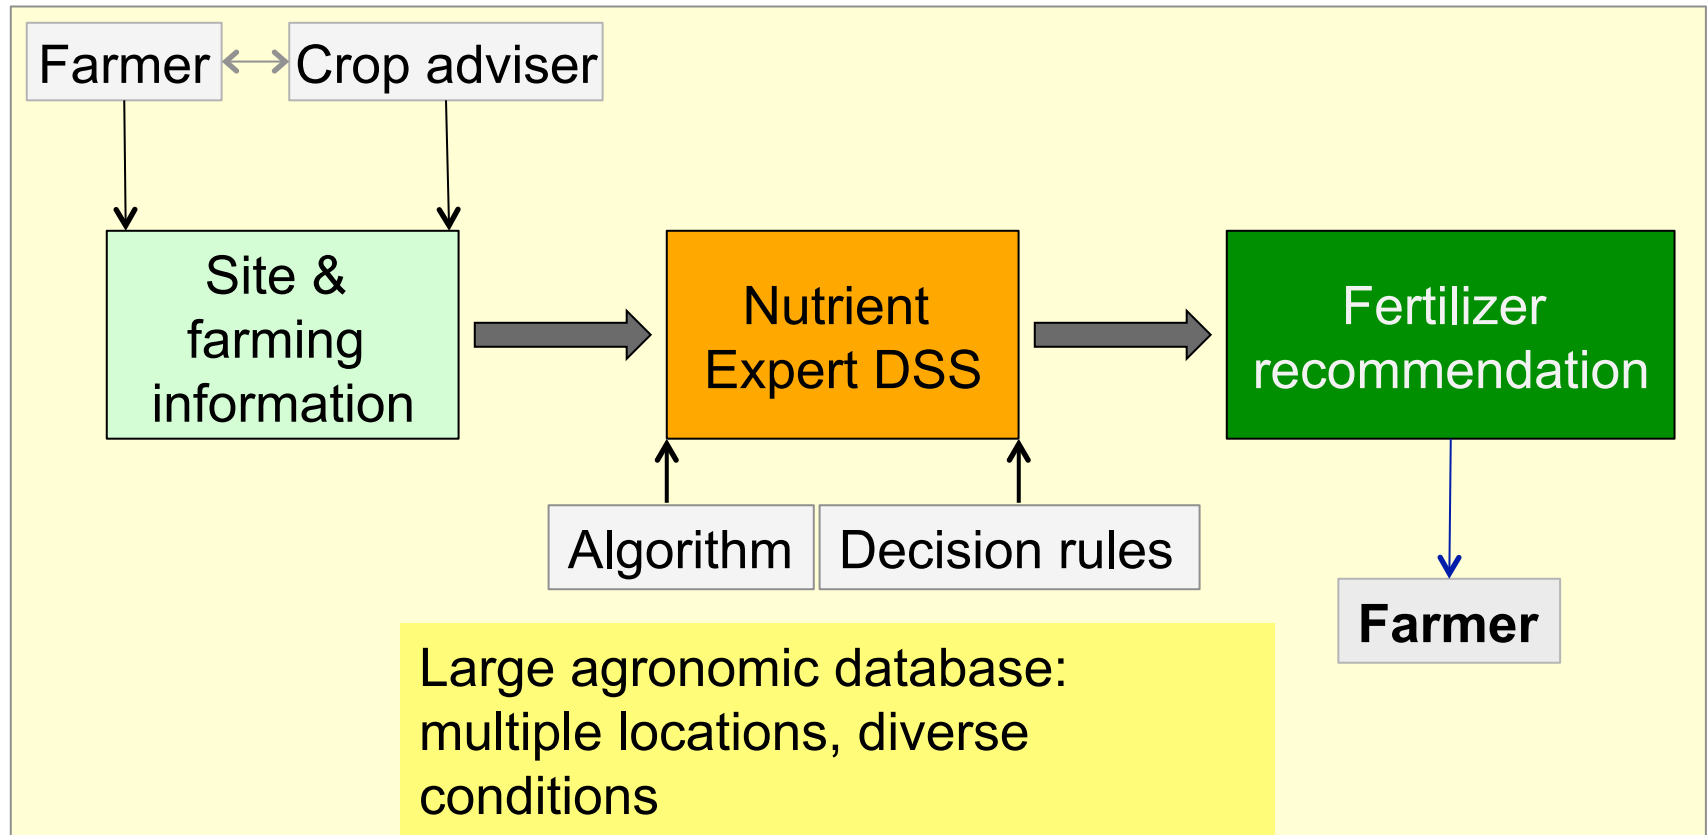 Farmer
Crop adviser
Site &
farming
information
Nutrient
Expert DSS
Fertilizer
recommendation
Algorithm
Decision rules
Farmer
Large agronomic database:
multiple locations, diverse
conditions